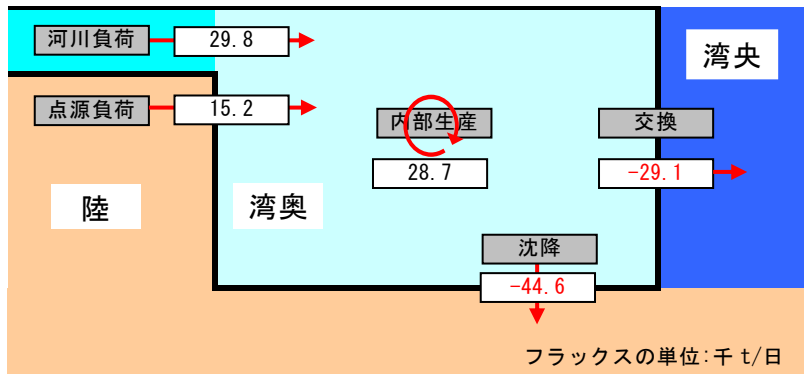 河川負荷 29.8
湾央
点源負荷 15.2
内部生産
交換
28.7
-29.1
陸
湾奥
沈降
-44.6
フラックスの単位:千t/日